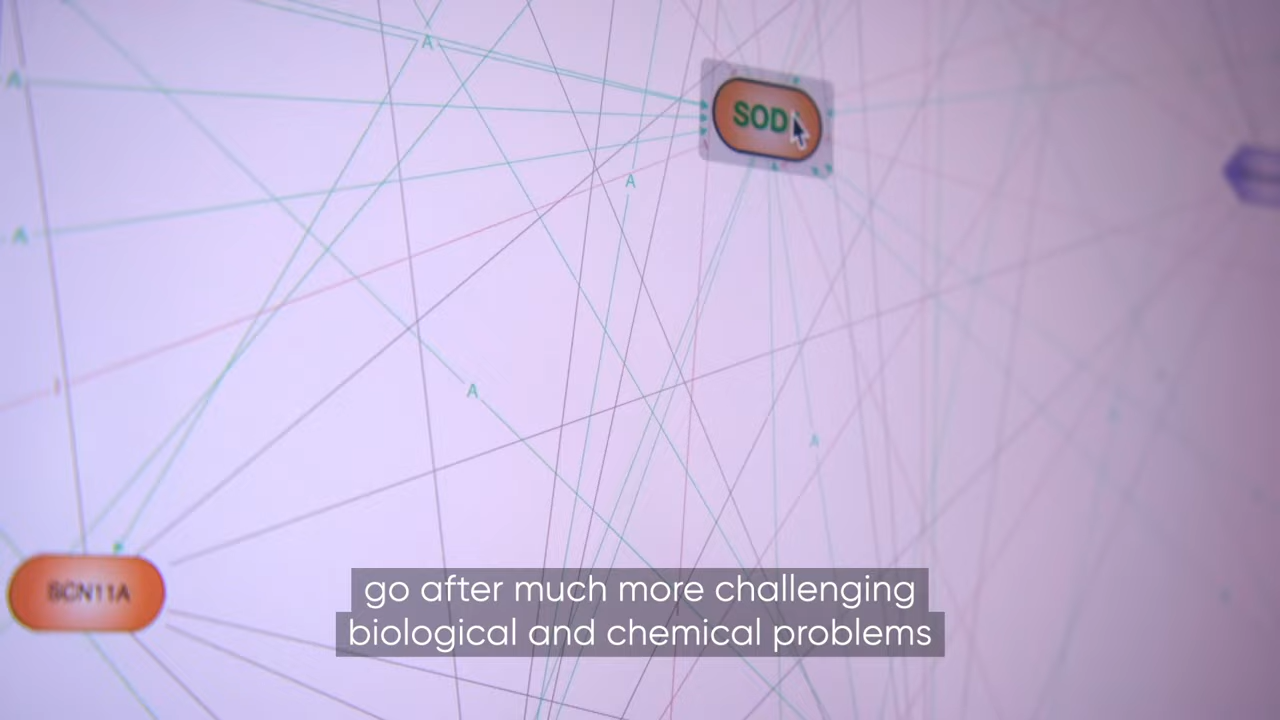 A
A
SOD
A
A
I
A
A
SCN11A
go after much more challenging
biological and chemical problems